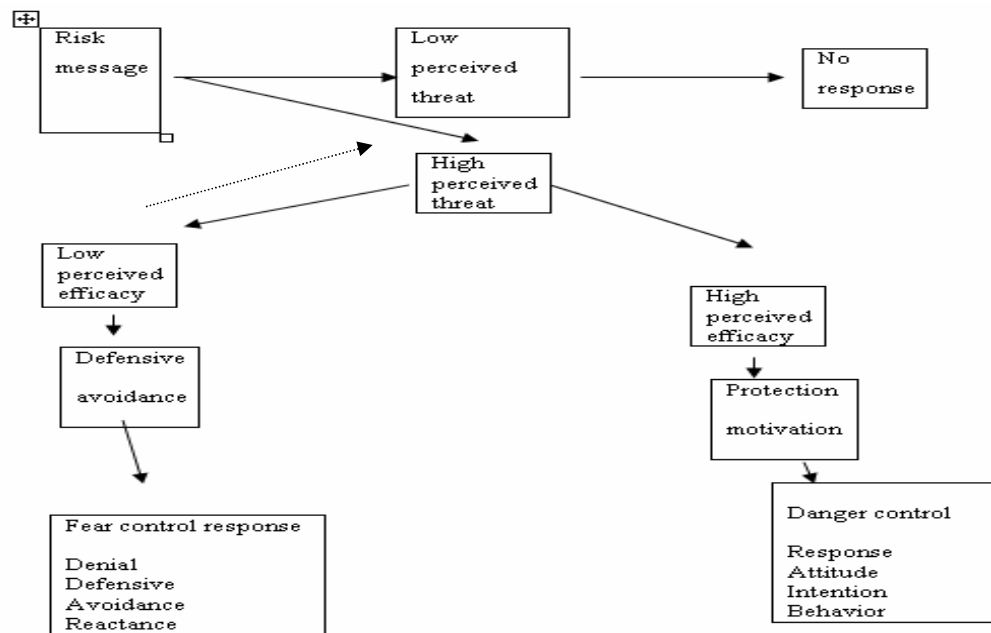 Risk
message
Low
perceived
threat
No
response
High
perceived
threat
Low
perceived
efficacy
High
perceived
efficacy
Defensive
avoidance
Protection
motivation
Fear control response
Denial
Defensive
Avoidance
Reactance
Danger control
Response
Attitude
Intention
Behavior